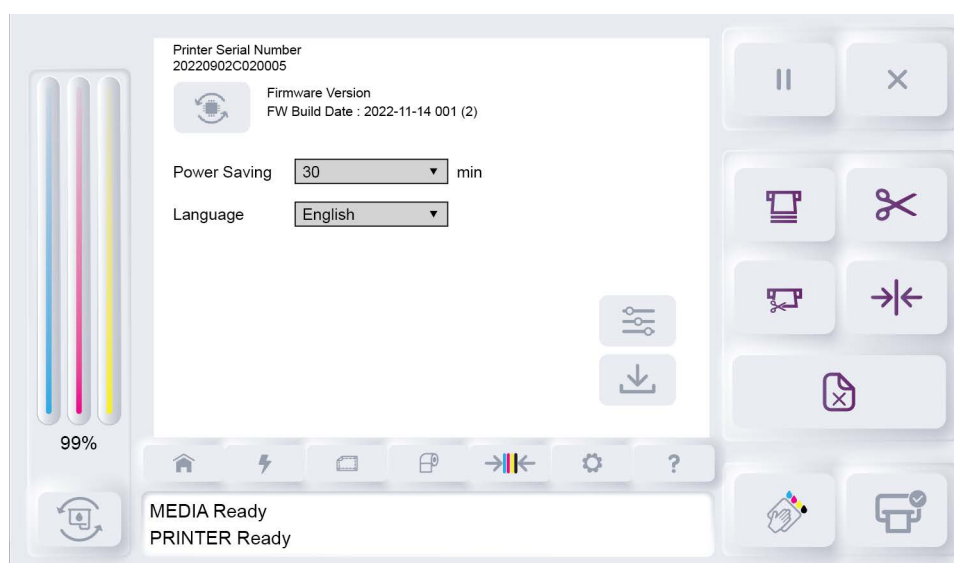 Printer Serial Number
20220902C020005
Firmware Version
FW Build Date : 2022-11-14 001 (2)
Power Saving 30 min
Language English
99%
?
MEDIA Ready
PRINTER Ready